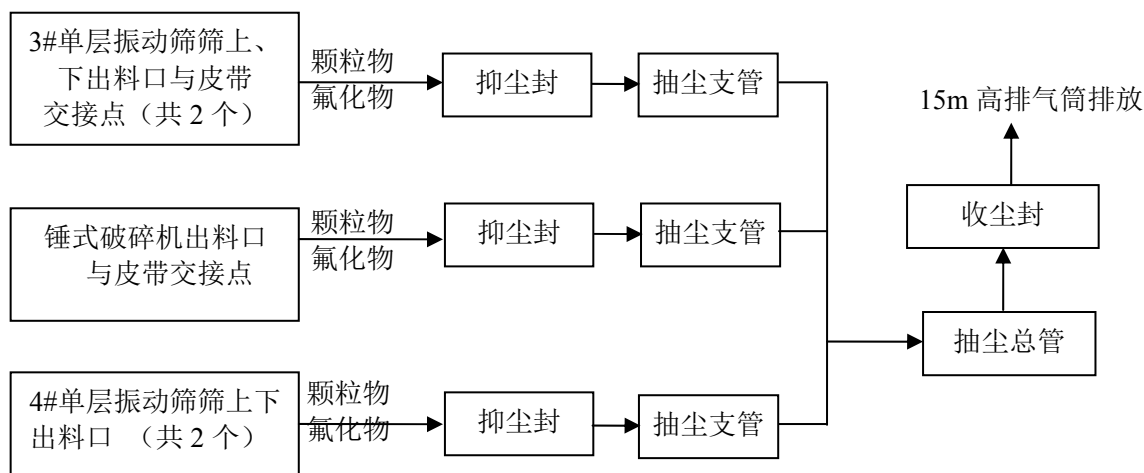 3#单层振动筛筛上、
下出料口与皮带
交接点（共 2 个）
颗粒物
氟化物
抑尘封
抽尘支管
15m 高排气筒排放
收尘封
锤式破碎机出料口
与皮带交接点
颗粒物
氟化物
抑尘封
抽尘支管
抽尘总管
4#单层振动筛筛上下
出料口 （共 2 个）
颗粒物
氟化物
抑尘封
抽尘支管